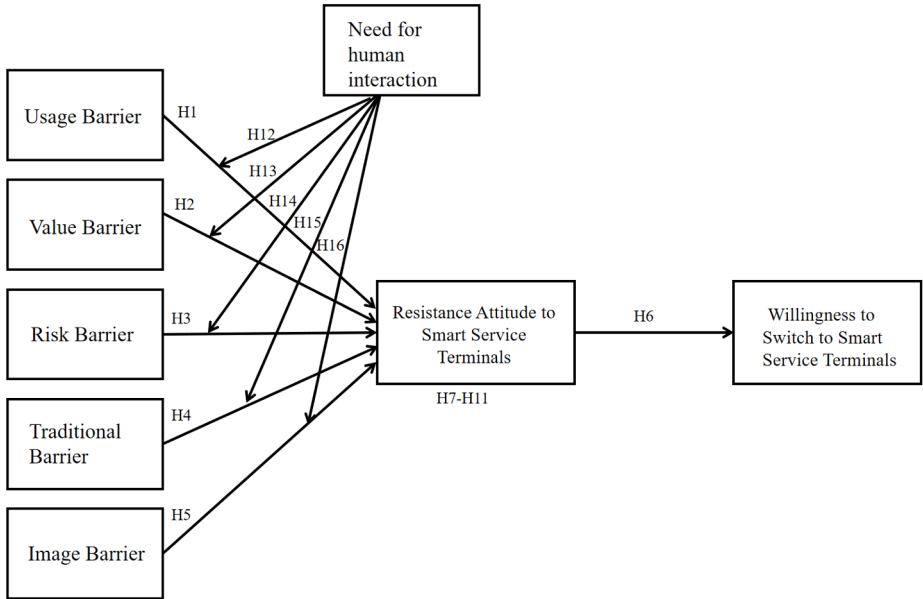 Need for
human
interaction
Usage Barrier
H1
H12
H13
Value Barrier
H2
H14
H15
H16
Risk Barrier
H3
Resistance Attitude to
Smart Service
Terminals
H6
Willingness to
Switch to Smart
Service Terminals
H7-H11
Traditional
Barrier
H4
Image Barrier
H5